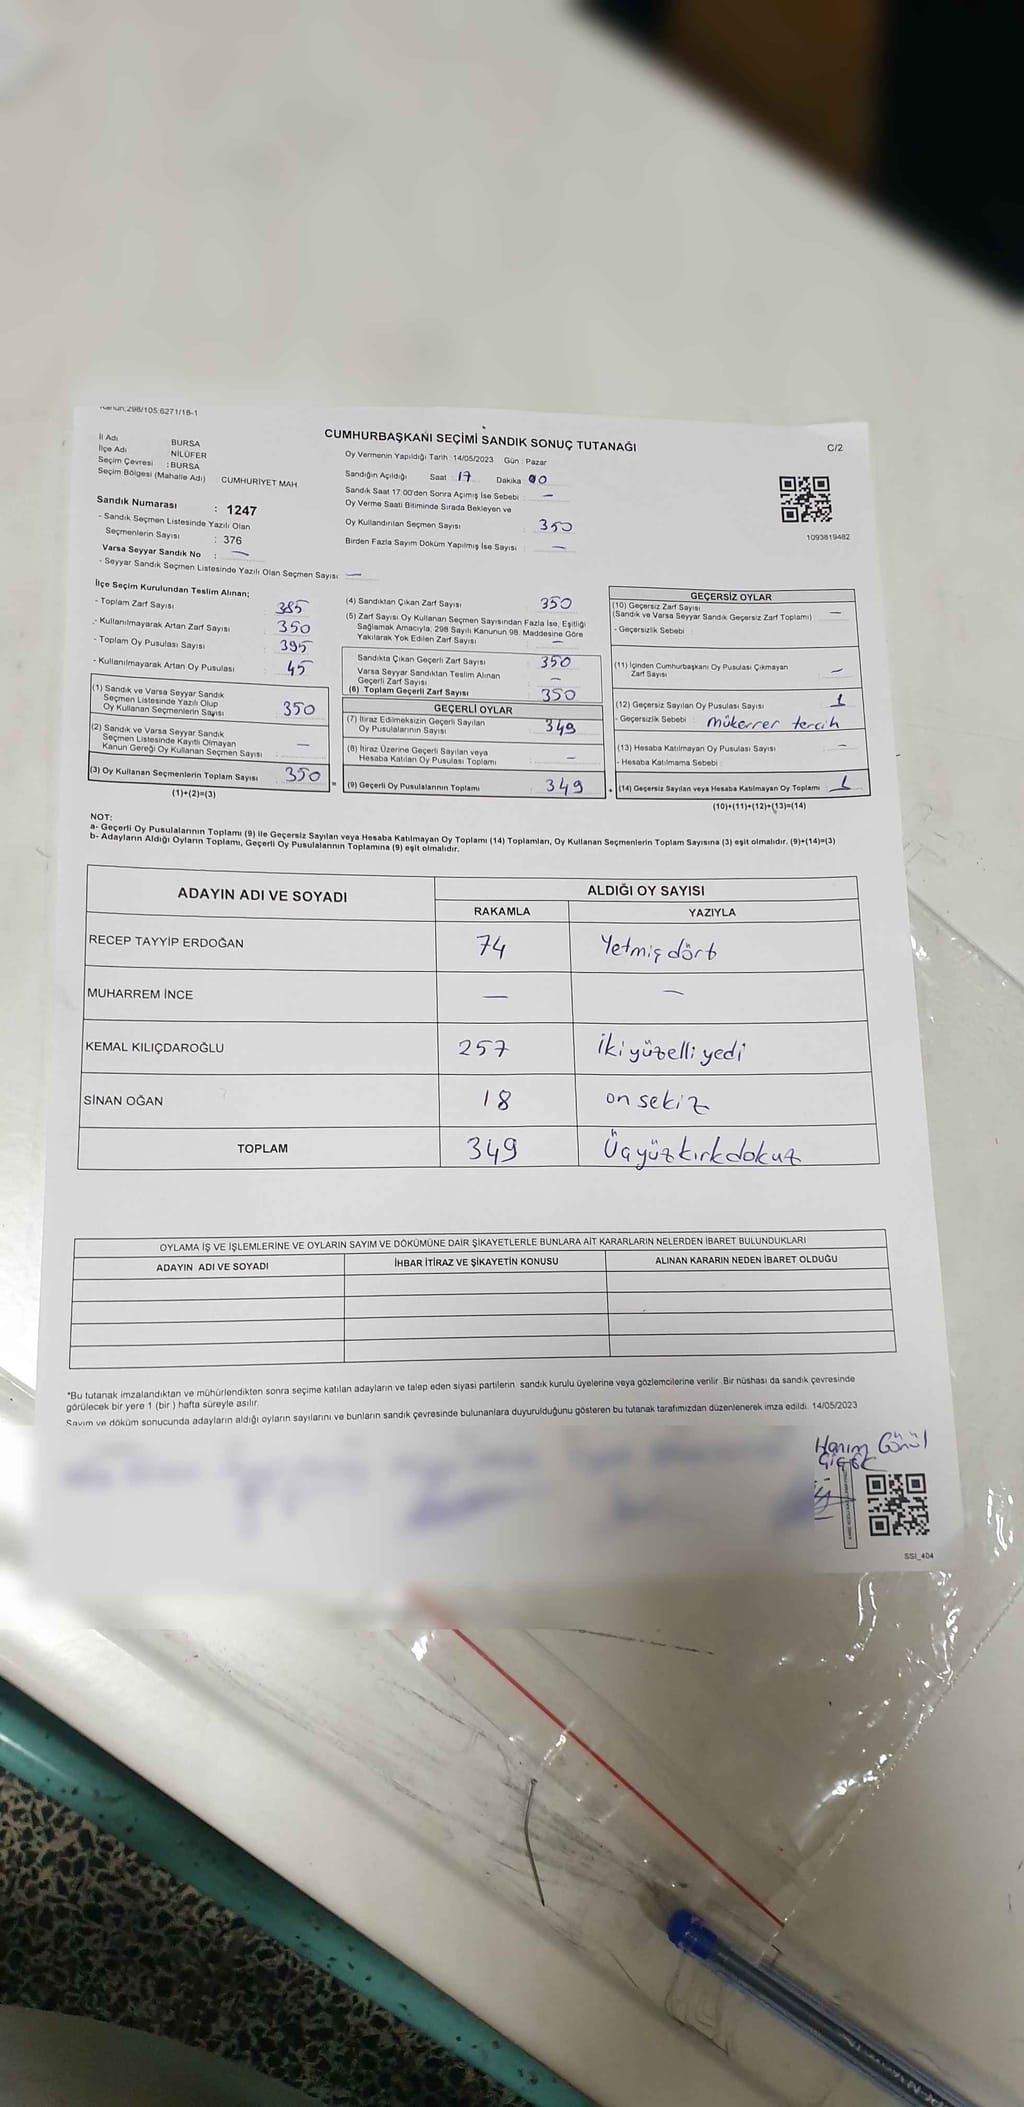 Kanun:298/105;6271/18-1
CUMHURBAŞKANI SEÇİMİ SANDIK SONUÇ TUTANAĞI
C/2
İl Adı BURSA
İlçe Adı NİLÜFER
Seçim Çevresi : BURSA
Seçim Bölgesi (Mahalle Adı) CUMHURİYET MAH.
Sandık Numarası : 1247
- Sandık Seçmen Listesinde Yazılı Olan
Seçmenlerin Sayısı : 376
Varsa Seyyar Sandık No : —
- Seyyar Sandık Seçmen Listesinde Yazılı Olan Seçmen Sayısı —
Oy Vermenin Yapıldığı Tarih :14/05/2023 Gün : Pazar
Sandığın Açıldığı Saat 17 Dakika 00
Sandık Saat 17:00'den Sonra Açımış İse Sebebi —
Oy Verme Saati Bitiminde Sırada Bekleyen ve
Oy Kullandırılan Seçmen Sayısı 350
Birden Fazla Sayım Döküm Yapılmış İse Sayısı —
1093819482
İlçe Seçim Kurulundan Teslim Alınan;
- Toplam Zarf Sayısı 385
- Kullanılmayarak Artan Zarf Sayısı 350
- Toplam Oy Pusulası Sayısı 395
- Kullanılmayarak Artan Oy Pusulası 45
(1) Sandık ve Varsa Seyyar Sandık
Seçmen Listesinde Yazılı Olup
Oy Kullanan Seçmenlerin Sayısı 350
(2) Sandık ve Varsa Seyyar Sandık
Seçmen Listesinde Kayıtlı Olmayan
Kanun Gereği Oy Kullanan Seçmen Sayısı —
(3) Oy Kullanan Seçmenlerin Toplam Sayısı 350
(1)+(2)=(3)
(4) Sandıktan Çıkan Zarf Sayısı 350
(5) Zarf Sayısı Oy Kullanan Seçmen Sayısından Fazla İse, Eşitliği
Sağlamak Amacıyla, 298 Sayılı Kanunun 98. Maddesine Göre
Yakılarak Yok Edilen Zarf Sayısı —
Sandıkta Çıkan Geçerli Zarf Sayısı 350
Varsa Seyyar Sandıktan Teslim Alınan
Geçerli Zarf Sayısı —
(6) Toplam Geçerli Zarf Sayısı 350
GEÇERLİ OYLAR
(7) İtiraz Edilmeksizin Geçerli Sayılan
Oy Pusulalarının Sayısı 349
(8) İtiraz Üzerine Geçerli Sayılan veya
Hesaba Katılan Oy Pusulası Toplamı —
= (9) Geçerli Oy Pusulalarının Toplamı 349
GEÇERSİZ OYLAR
(10) Geçersiz Zarf Sayısı —
(Sandık ve Varsa Seyyar Sandık Geçersiz Zarf Toplamı)
- Geçersizlik Sebebi
(11) İçinden Cumhurbaşkanı Oy Pusulası Çıkmayan
Zarf Sayısı —
(12) Geçersiz Sayılan Oy Pusulası Sayısı 1
- Geçersizlik Sebebi mükerrer tercih
(13) Hesaba Katılmayan Oy Pusulası Sayısı —
- Hesaba Katılmama Sebebi
+ (14) Geçersiz Sayılan veya Hesaba Katılmayan Oy Toplamı 1
(10)+(11)+(12)+(13)=(14)
NOT:
a- Geçerli Oy Pusulalarının Toplamı (9) ile Geçersiz Sayılan veya Hesaba Katılmayan Oy Toplamı (14) Toplamları, Oy Kullanan Seçmenlerin Toplam Sayısına (3) eşit olmalıdır. (9)+(14)=(3)
b- Adayların Aldığı Oyların Toplamı, Geçerli Oy Pusulalarının Toplamına (9) eşit olmalıdır.
ADAYIN ADI VE SOYADI ALDIĞI OY SAYISI
RAKAMLA YAZIYLA
RECEP TAYYİP ERDOĞAN 74 Yetmiş dört
MUHARREM İNCE — —
KEMAL KILIÇDAROĞLU 257 İki yüzelli yedi
SİNAN OĞAN 18 on sekiz
TOPLAM 349 Üçyüz kırk dokuz
OYLAMA İŞ VE İŞLEMLERİNE VE OYLARIN SAYIM VE DÖKÜMÜNE DAİR ŞİKAYETLERLE BUNLARA AİT KARARLARIN NELERDEN İBARET BULUNDUKLARI
ADAYIN ADI VE SOYADI İHBAR İTİRAZ VE ŞİKAYETİN KONUSU ALINAN KARARIN NEDEN İBARET OLDUĞU
*Bu tutanak imzalandıktan ve mühürlendikten sonra seçime katılan adayların ve talep eden siyasi partilerin sandık kurulu üyelerine veya gözlemcilerine verilir .Bir nüshası da sandık çevresinde
görülecek bir yere 1 (bir ) hafta süreyle asılır.
Sayım ve döküm sonucunda adayların aldığı oyların sayılarını ve bunların sandık çevresinde bulunanlara duyurulduğunu gösteren bu tutanak tarafımızdan düzenlenerek imza edildi. 14/05/2023
Hanım Gönül
Çiçek
SSI_404